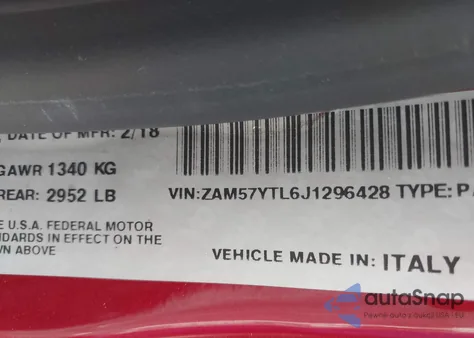 DATE OF MFR: 2/18
GAWR 1340 KG
REAR: 2952 LB
VIN:ZAM57YTL6J1296428 TYPE:P
E U.S.A. FEDERAL MOTOR
NDARDS IN EFFECT ON THE
WN ABOVE
VEHICLE MADE IN: ITALY
autoSnap